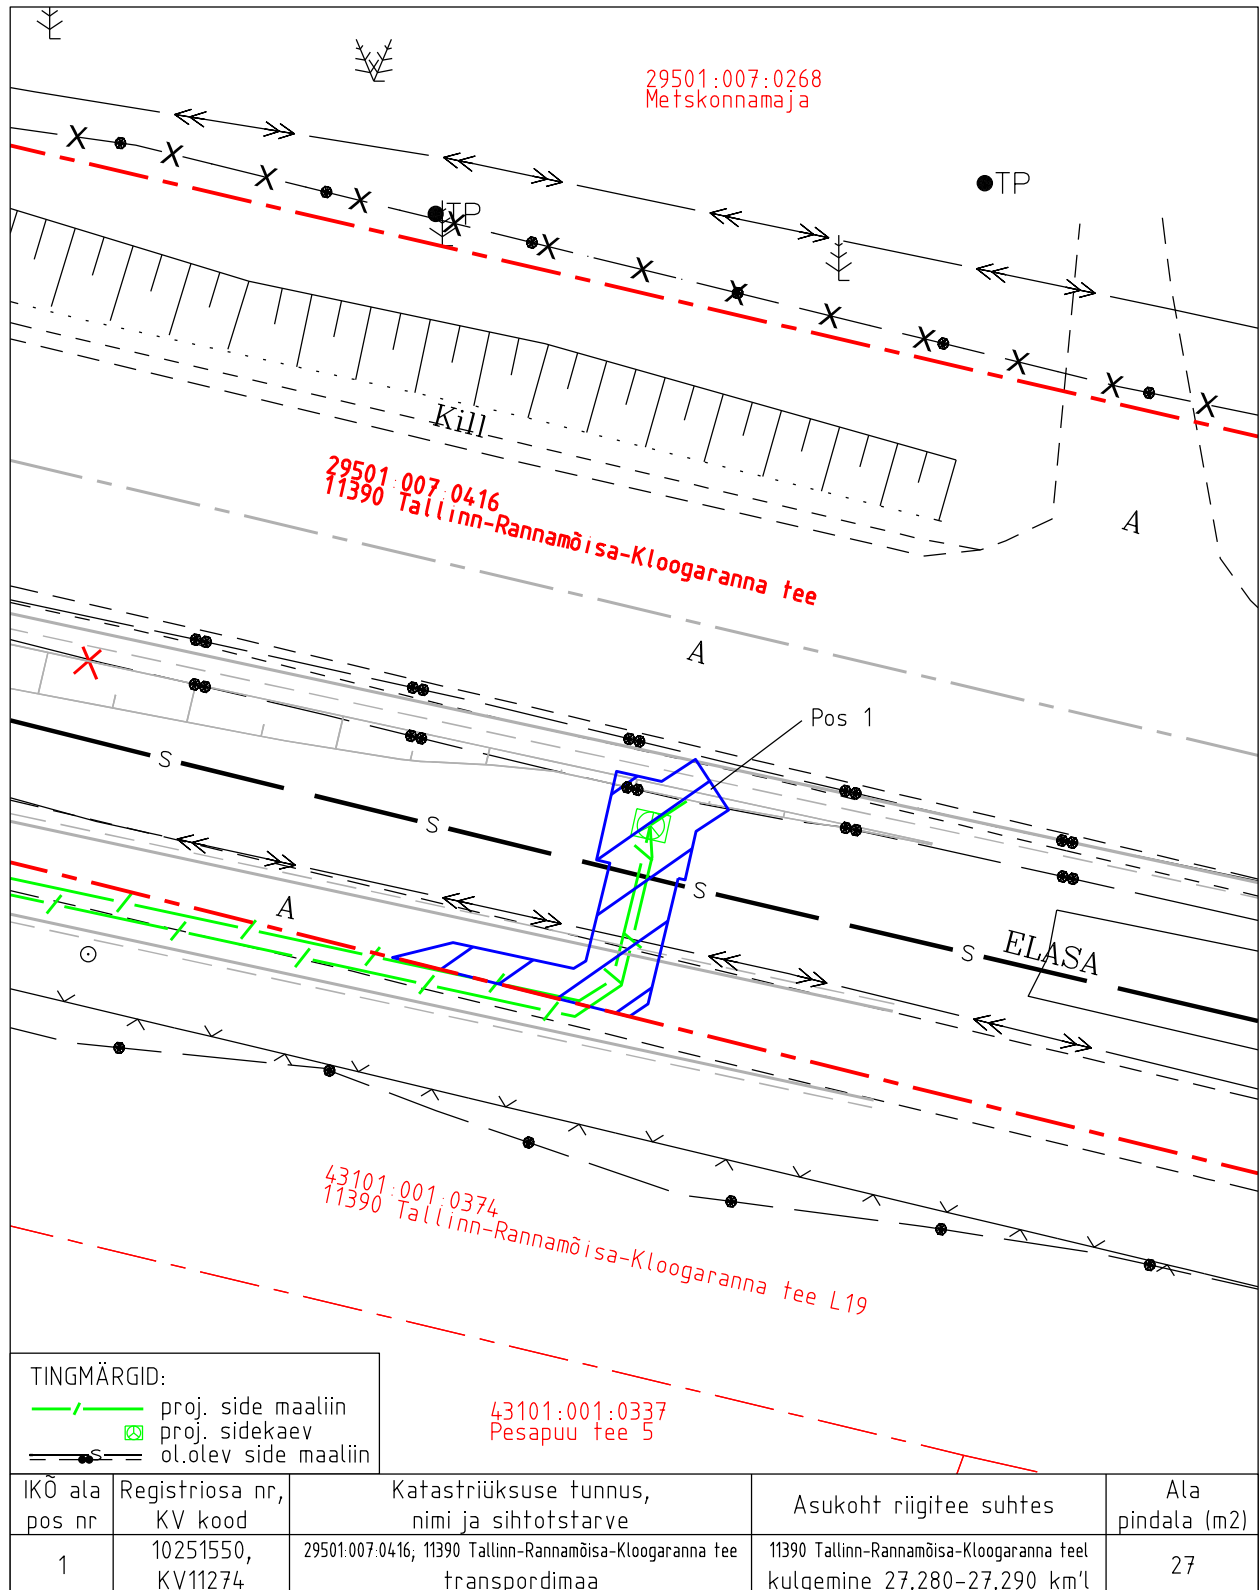 29501:007:0268
Metskonnamaja
TP
TP
Kill
29501:007:0416
11390 Tallinn-Rannamõisa-Kloogaranna tee
A
A
Pos 1
S
S
S
S
A
ELASA
43101:001:0374
11390 Tallinn-Rannamõisa-Kloogaranna tee L19
43101:001:0337
Pesapuu tee 5
TINGMÄRGID:
proj. side maaliin
proj. sidekaev
S ol.olev side maaliin
IKÕ ala pos nr
Registriosa nr, KV kood
Katastriüksuse tunnus, nimi ja sihtotstarve
Asukoht riigitee suhtes
Ala pindala (m2)
1
10251550, KV11274
29501:007:0416; 11390 Tallinn-Rannamõisa-Kloogaranna tee transpordimaa
11390 Tallinn-Rannamõisa-Kloogaranna teel kulgemine 27,280-27,290 km'l
27